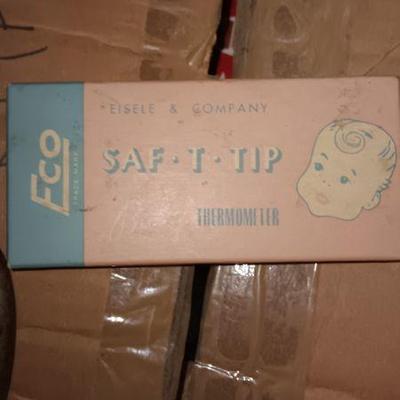 Eco
TRADE MARK
EISELE & COMPANY
SAF·T·TIP
THERMOMETER